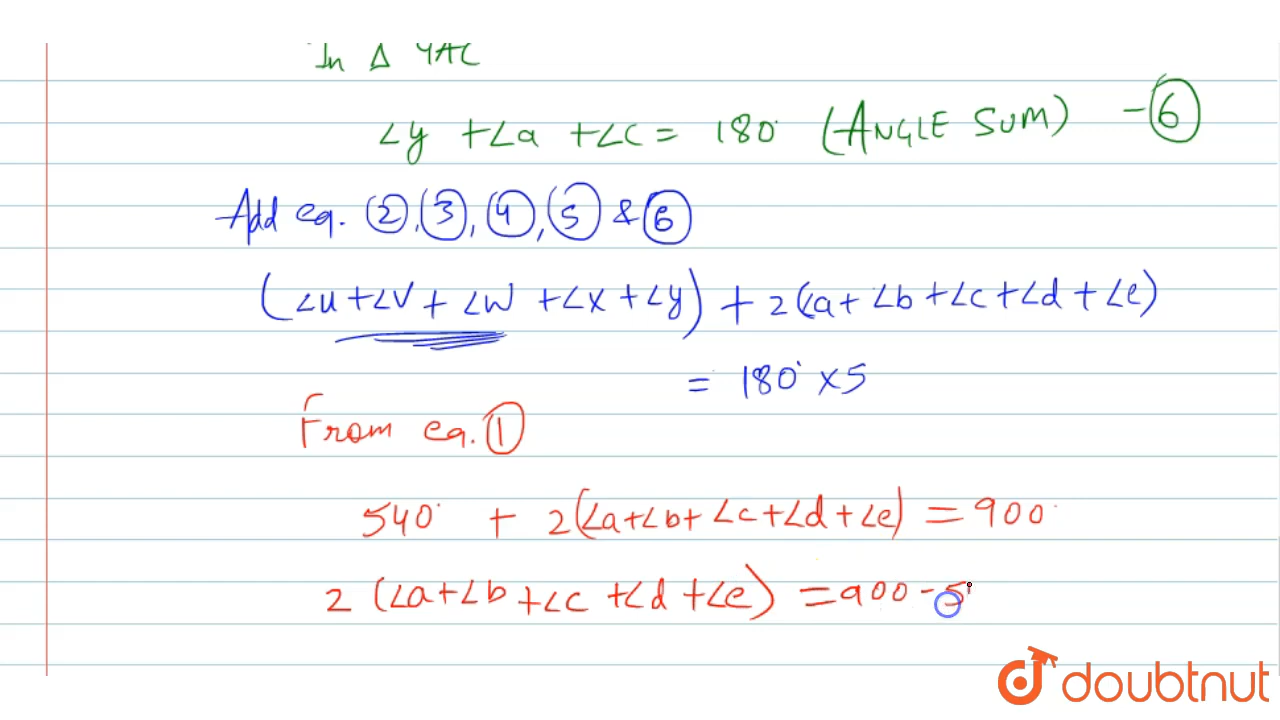 In Δ YAC
∠y + ∠a + ∠c = 180° (ANGLE SUM) - 6
Add eq. 2, 3, 4, 5 & 6
(∠u + ∠v + ∠w + ∠x + ∠y) + 2(∠a + ∠b + ∠c + ∠d + ∠e)
= 180° × 5
From eq. 1
540° + 2(∠a + ∠b + ∠c + ∠d + ∠e) = 900°
2 (∠a + ∠b + ∠c + ∠d + ∠e) = 900 - 5
doubtnut